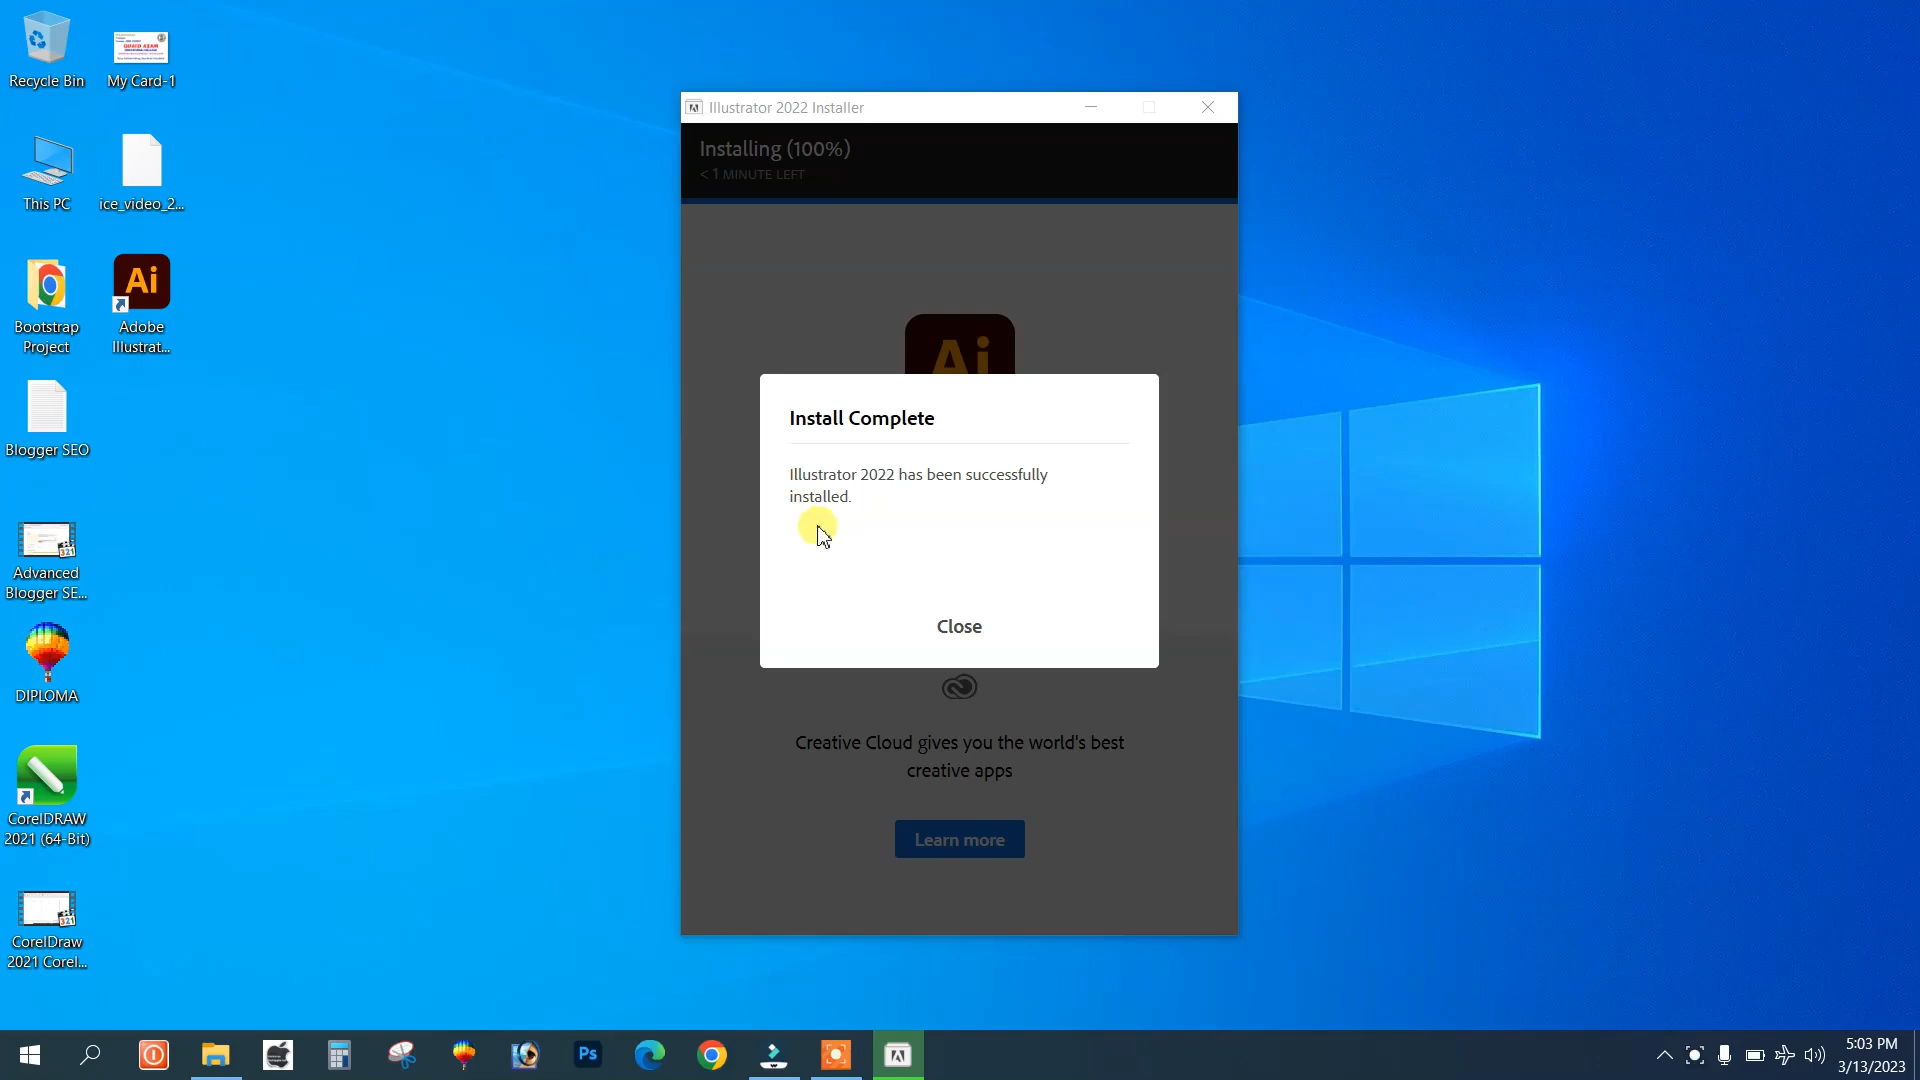 Recycle Bin
My Card-1
This PC
ice_video_2...
Bootstrap
Project
Ai
Adobe
Illustrat...
Blogger SEO
Advanced
Blogger SE...
DIPLOMA
CorelDRAW
2021 (64-Bit)
CorelDraw
2021 Corel...
Illustrator 2022 Installer
Installing (100%)
< 1 MINUTE LEFT
Ai
Install Complete
Illustrator 2022 has been successfully
installed.
Close
Creative Cloud gives you the world's best
creative apps
Learn more
Ps
5:03 PM
3/13/2023